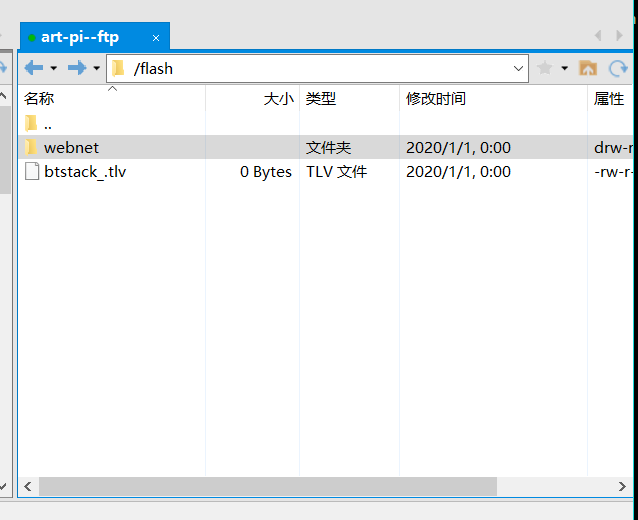 art-pi--ftp ×
/flash
名称 大小 类型 修改时间 属性
..
webnet 文件夹 2020/1/1, 0:00 drw-r
btstack_.tlv 0 Bytes TLV 文件 2020/1/1, 0:00 -rw-r-